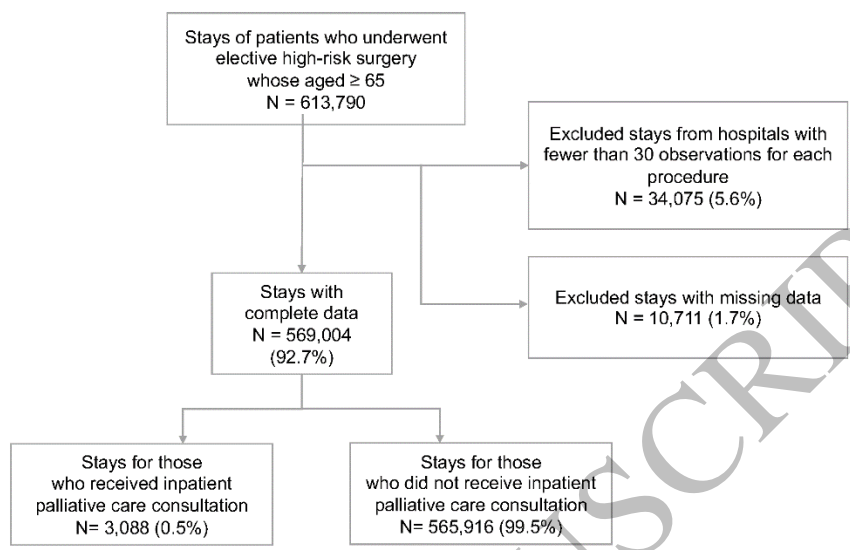 Stays of patients who underwent
elective high-risk surgery
whose aged ≥ 65
N = 613,790
Excluded stays from hospitals with
fewer than 30 observations for each
procedure
N = 34,075 (5.6%)
Excluded stays with missing data
N = 10,711 (1.7%)
Stays with
complete data
N = 569,004
(92.7%)
Stays for those
who received inpatient
palliative care consultation
N= 3,088 (0.5%)
Stays for those
who did not receive inpatient
palliative care consultation
N= 565,916 (99.5%)